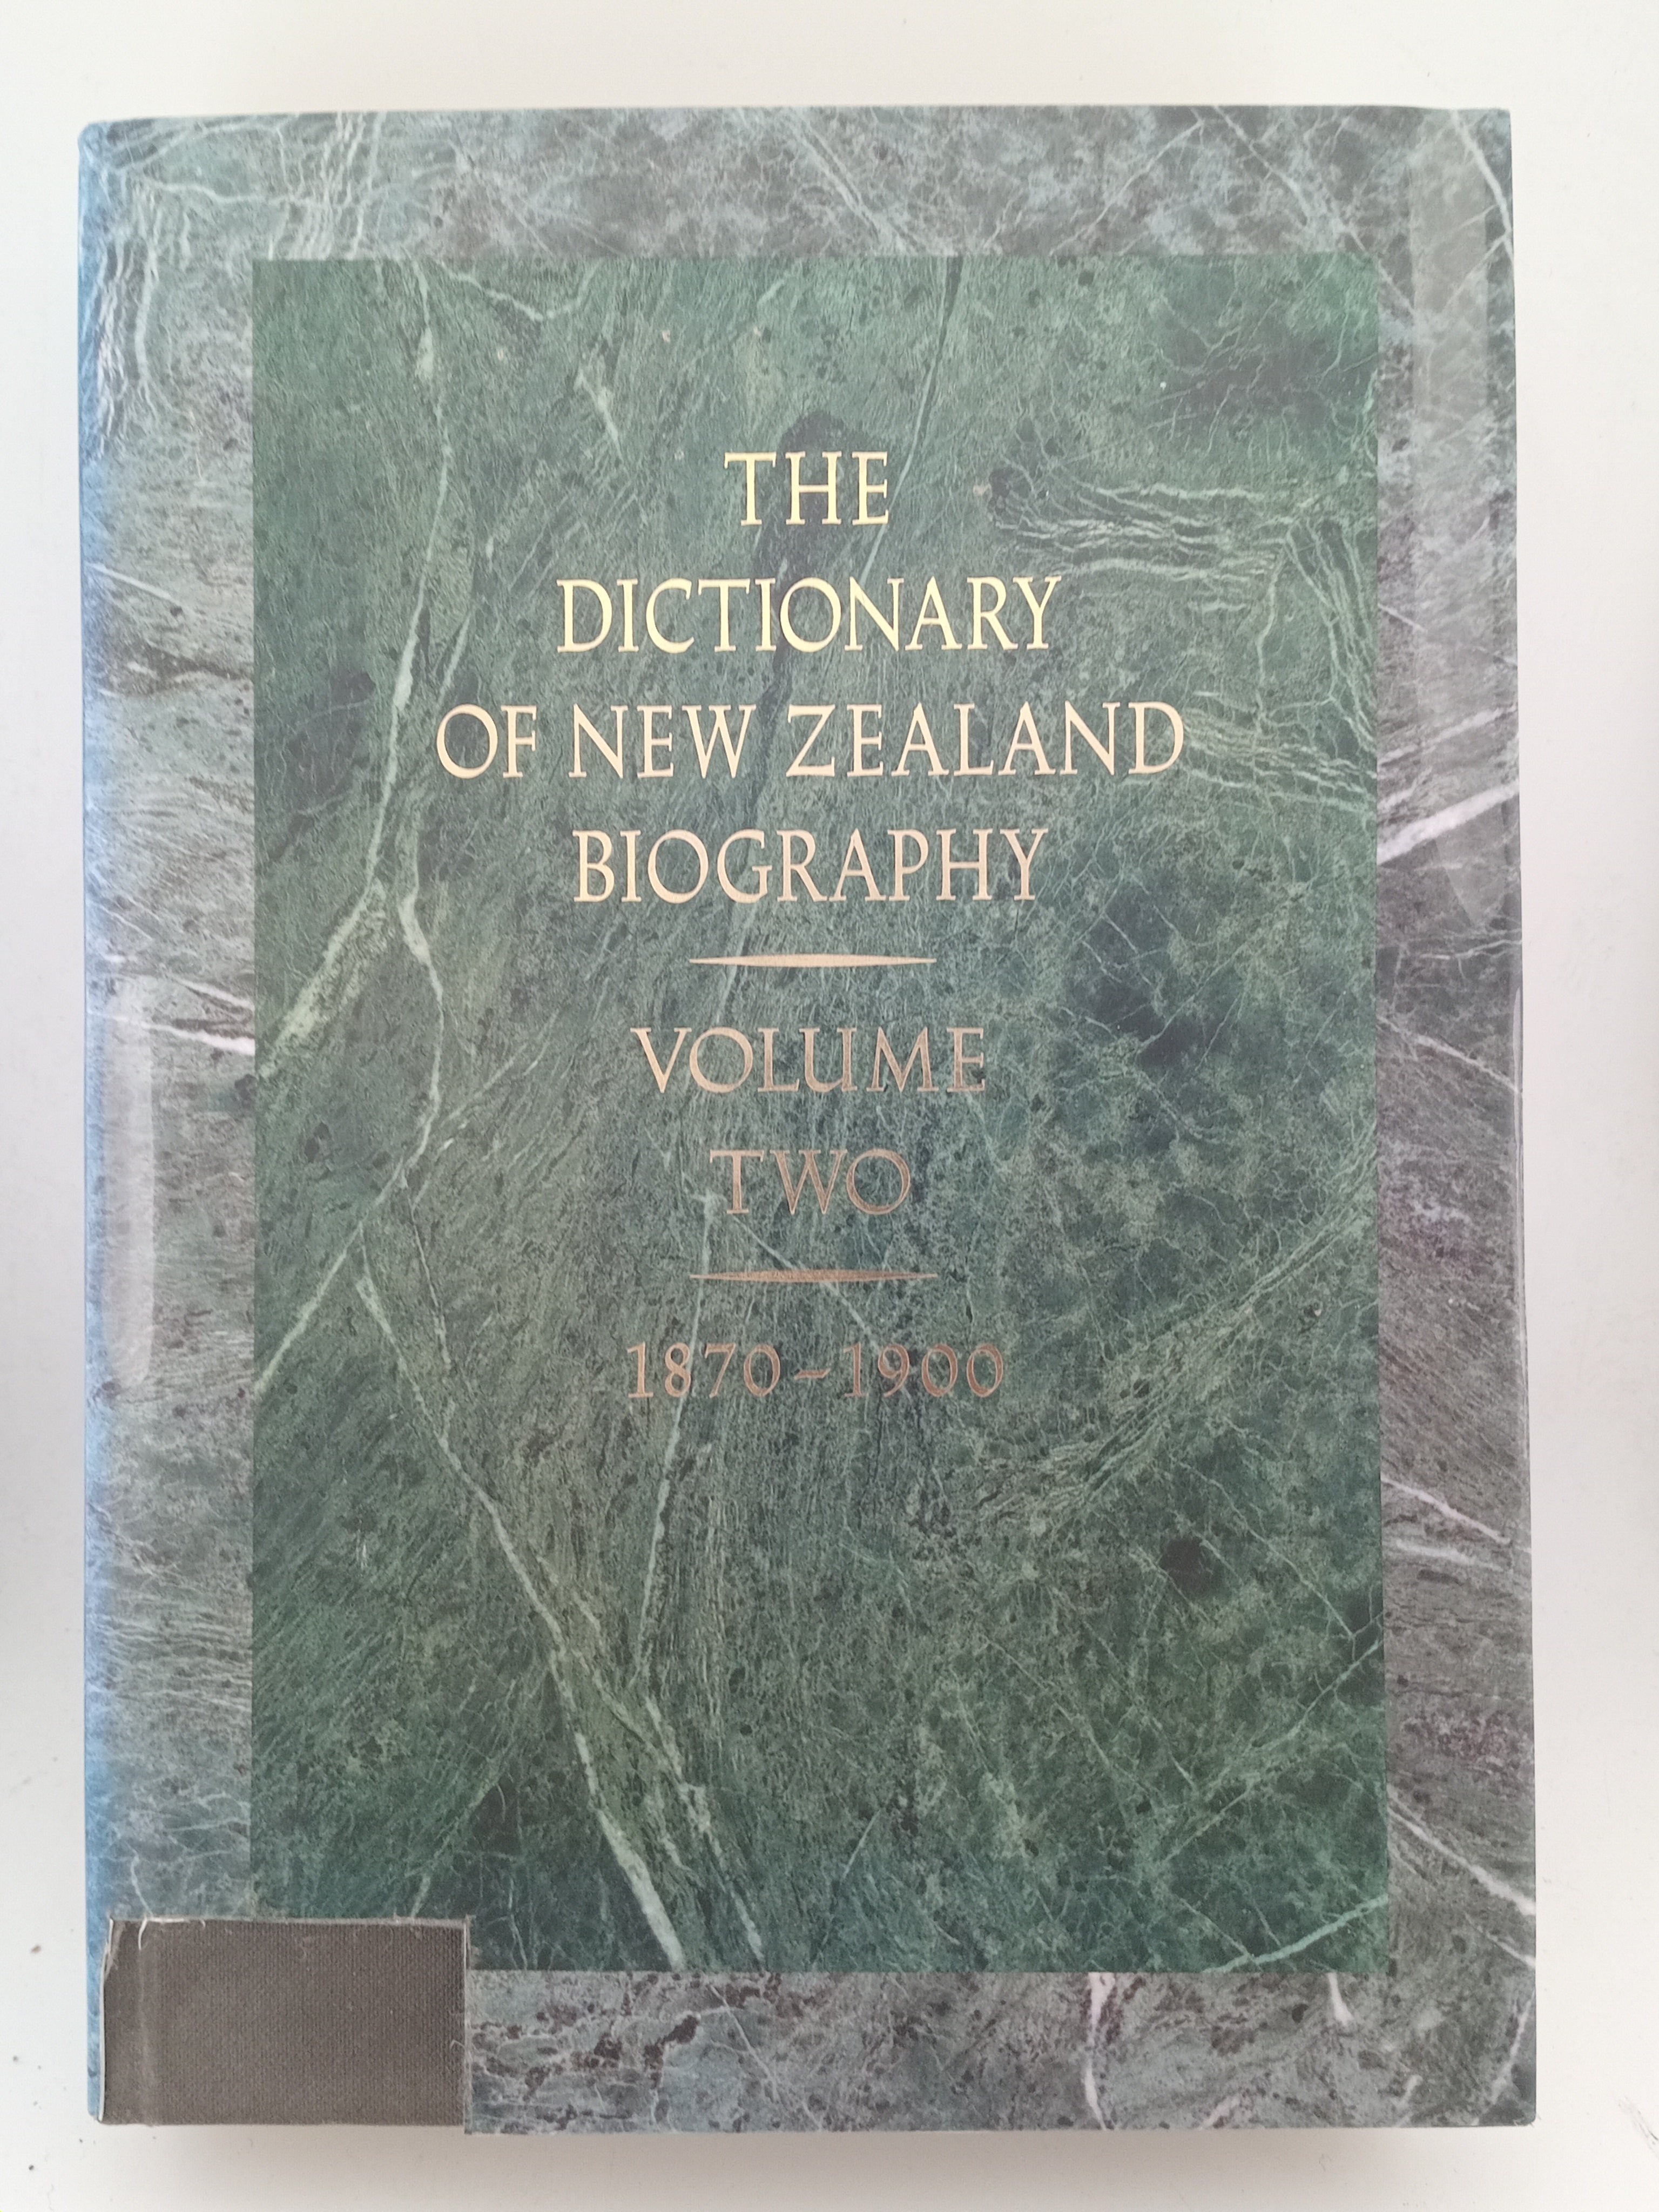 THE
DICTIONARY
OF NEW ZEALAND
BIOGRAPHY
VOLUME
TWO
1870–1900